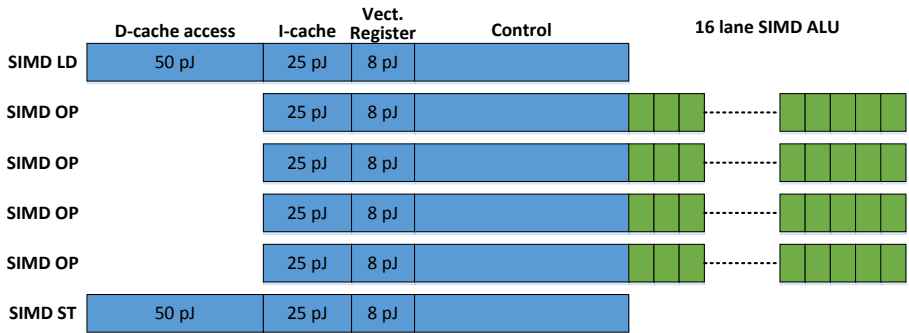 D-cache access I-cache Vect. Register Control 16 lane SIMD ALU
SIMD LD 50 pJ 25 pJ 8 pJ
SIMD OP 25 pJ 8 pJ
SIMD OP 25 pJ 8 pJ
SIMD OP 25 pJ 8 pJ
SIMD OP 25 pJ 8 pJ
SIMD ST 50 pJ 25 pJ 8 pJ